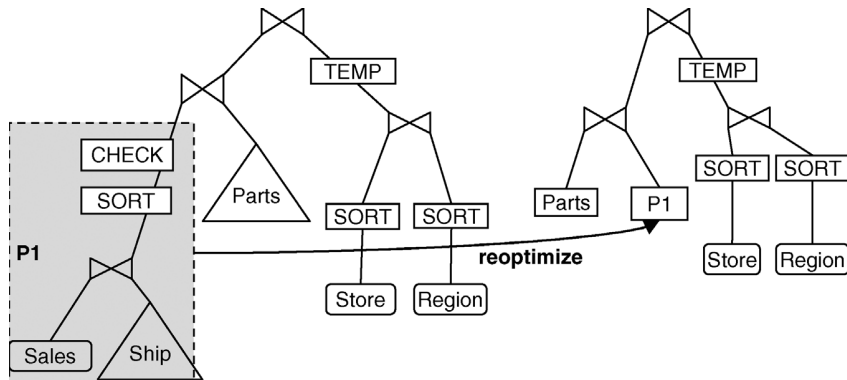 TEMP
TEMP
CHECK
SORT
Parts
SORT
SORT
Parts
P1
SORT
SORT
P1
reoptimize
Store
Region
Store
Region
Sales
Ship